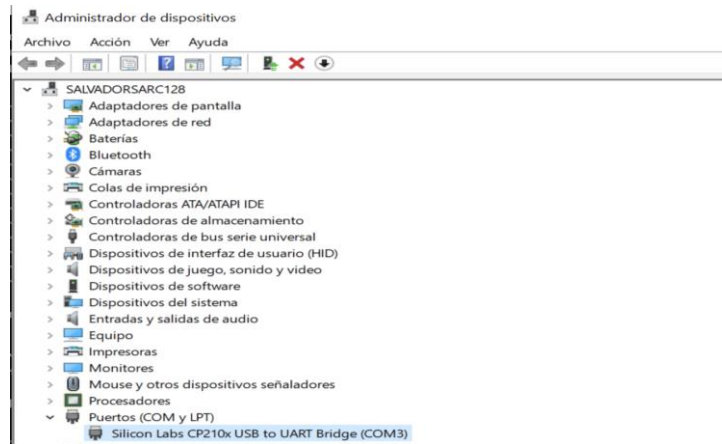 Administrador de dispositivos
Archivo Acción Ver Ayuda
SALVADORSARC128
Adaptadores de pantalla
Adaptadores de red
Baterías
Bluetooth
Cámaras
Colas de impresión
Controladoras ATA/ATAPI IDE
Controladoras de almacenamiento
Controladoras de bus serie universal
Dispositivos de interfaz de usuario (HID)
Dispositivos de juego, sonido y video
Dispositivos de software
Dispositivos del sistema
Entradas y salidas de audio
Equipo
Impresoras
Monitores
Mouse y otros dispositivos señaladores
Procesadores
Puertos (COM y LPT)
Silicon Labs CP210x USB to UART Bridge (COM3)